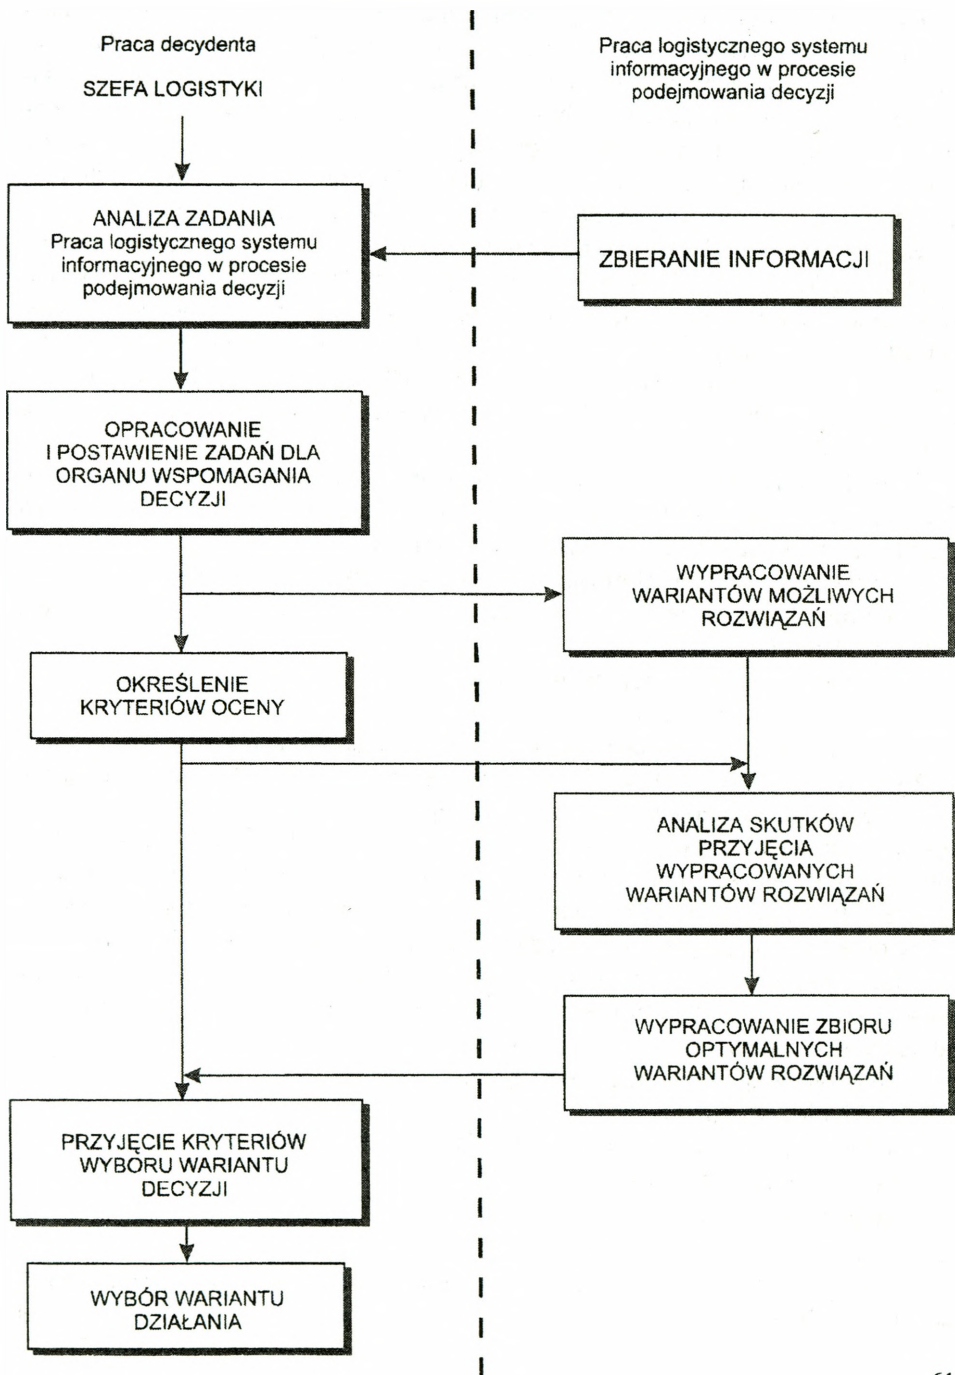 Praca decydenta
SZEFA LOGISTYKI
Praca logistycznego systemu
informacyjnego w procesie
podejmowania decyzji
ANALIZA ZADANIA
Praca logistycznego systemu
informacyjnego w procesie
podejmowania decyzji
ZBIERANIE INFORMACJI
OPRACOWANIE
I POSTAWIENIE ZADAŃ DLA
ORGANU WSPOMAGANIA
DECYZJI
WYPRACOWANIE
WARIANTÓW MOŻLIWYCH
ROZWIĄZAŃ
OKREŚLENIE
KRYTERIÓW OCENY
ANALIZA SKUTKÓW
PRZYJĘCIA
WYPRACOWANYCH
WARIANTÓW ROZWIĄZAŃ
WYPRACOWANIE ZBIORU
OPTYMALNYCH
WARIANTÓW ROZWIĄZAŃ
PRZYJĘCIE KRYTERIÓW
WYBORU WARIANTU
DECYZJI
WYBÓR WARIANTU
DZIAŁANIA